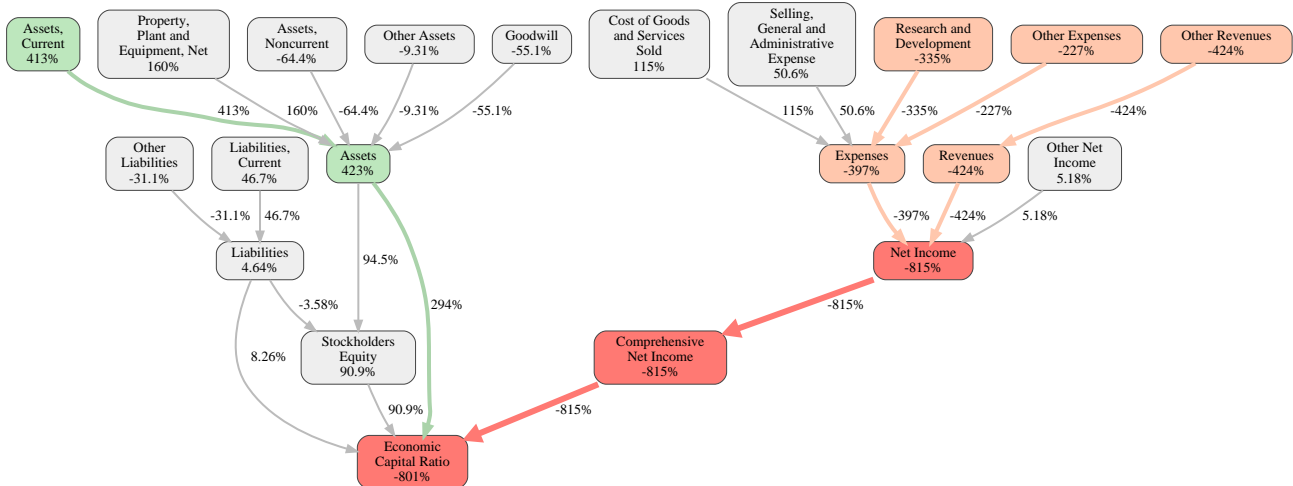 Assets,
Current
413%
Property,
Plant and
Equipment, Net
160%
Assets,
Noncurrent
-64.4%
Other Assets
-9.31%
Goodwill
-55.1%
Cost of Goods
and Services
Sold
115%
Selling,
General and
Administrative
Expense
50.6%
Research and
Development
-335%
Other Expenses
-227%
Other Revenues
-424%
413%
160%
-64.4%
-9.31%
-55.1%
115%
50.6%
-335%
-227%
-424%
Other
Liabilities
-31.1%
Liabilities,
Current
46.7%
Assets
423%
Expenses
-397%
Revenues
-424%
Other Net
Income
5.18%
-31.1%
46.7%
94.5%
-397%
-424%
5.18%
Liabilities
4.64%
Net Income
-815%
-3.58%
294%
-815%
8.26%
Stockholders
Equity
90.9%
Comprehensive
Net Income
-815%
90.9%
-815%
Economic
Capital Ratio
-801%